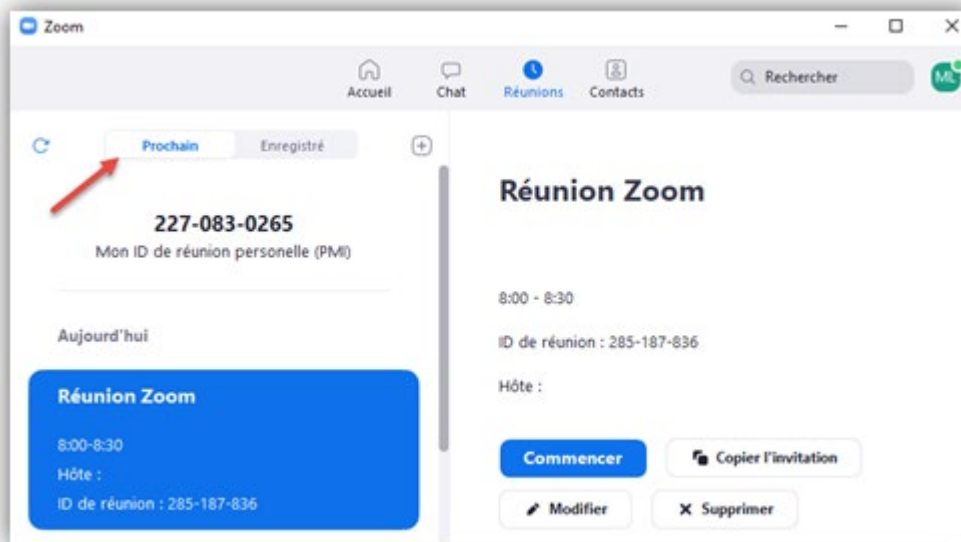 Zoom
Accueil
Chat
Réunions
Contacts
Rechercher
ML
Prochain
Enregistré
227-083-0265
Mon ID de réunion personelle (PMI)
Aujourd'hui
Réunion Zoom
8:00-8:30
Hôte :
ID de réunion : 285-187-836
Réunion Zoom
8:00 - 8:30
ID de réunion : 285-187-836
Hôte :
Commencer
Copier l'invitation
Modifier
Supprimer